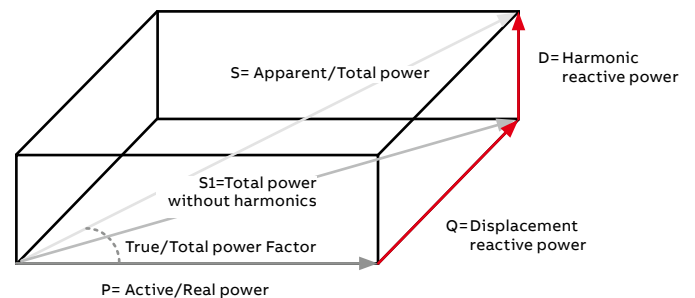 D= Harmonic
reactive power
S= Apparent/Total power
S1=Total power
without harmonics
Q=Displacement
reactive power
True/Total power Factor
P= Active/Real power